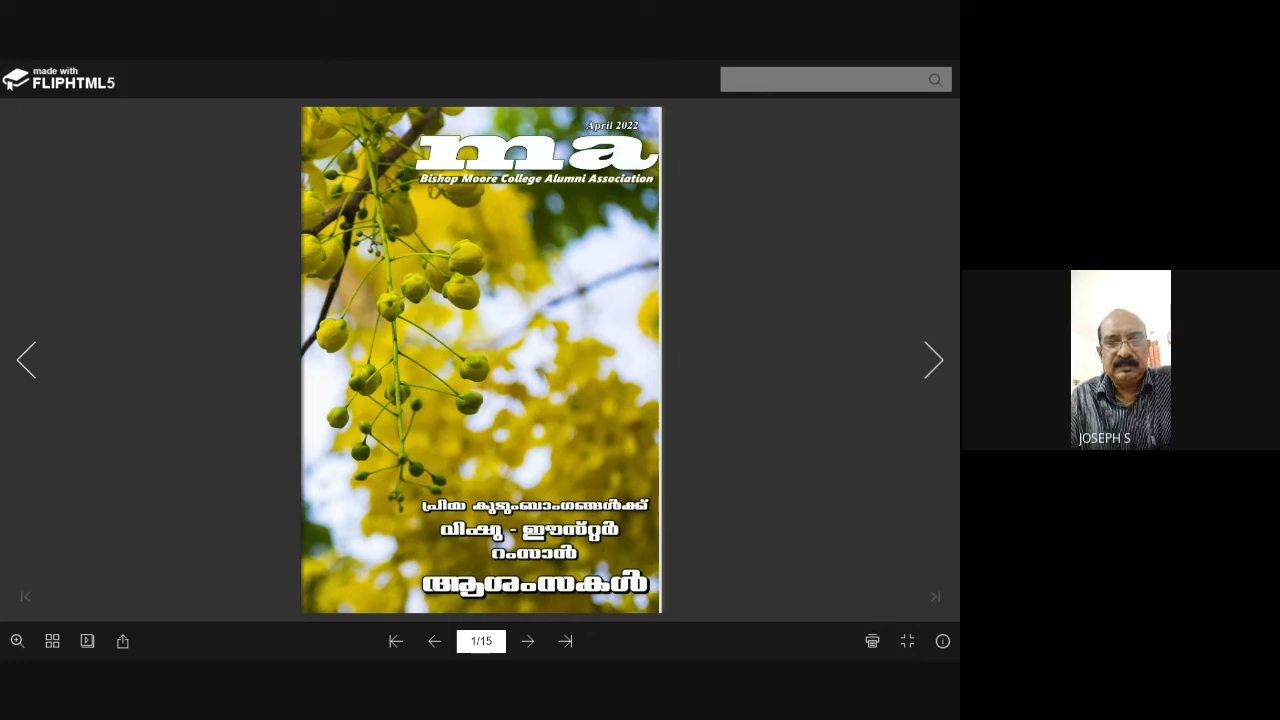 made with
FLIPHTML5
April 2022
ma
Bishop Moore College Alumni Association
പ്രിയ കുടുംബാംഗങ്ങൾക്ക്
വിഷു - ഈസ്റ്റർ
റംസാൻ
ആശംസകൾ
JOSEPH S
1/15